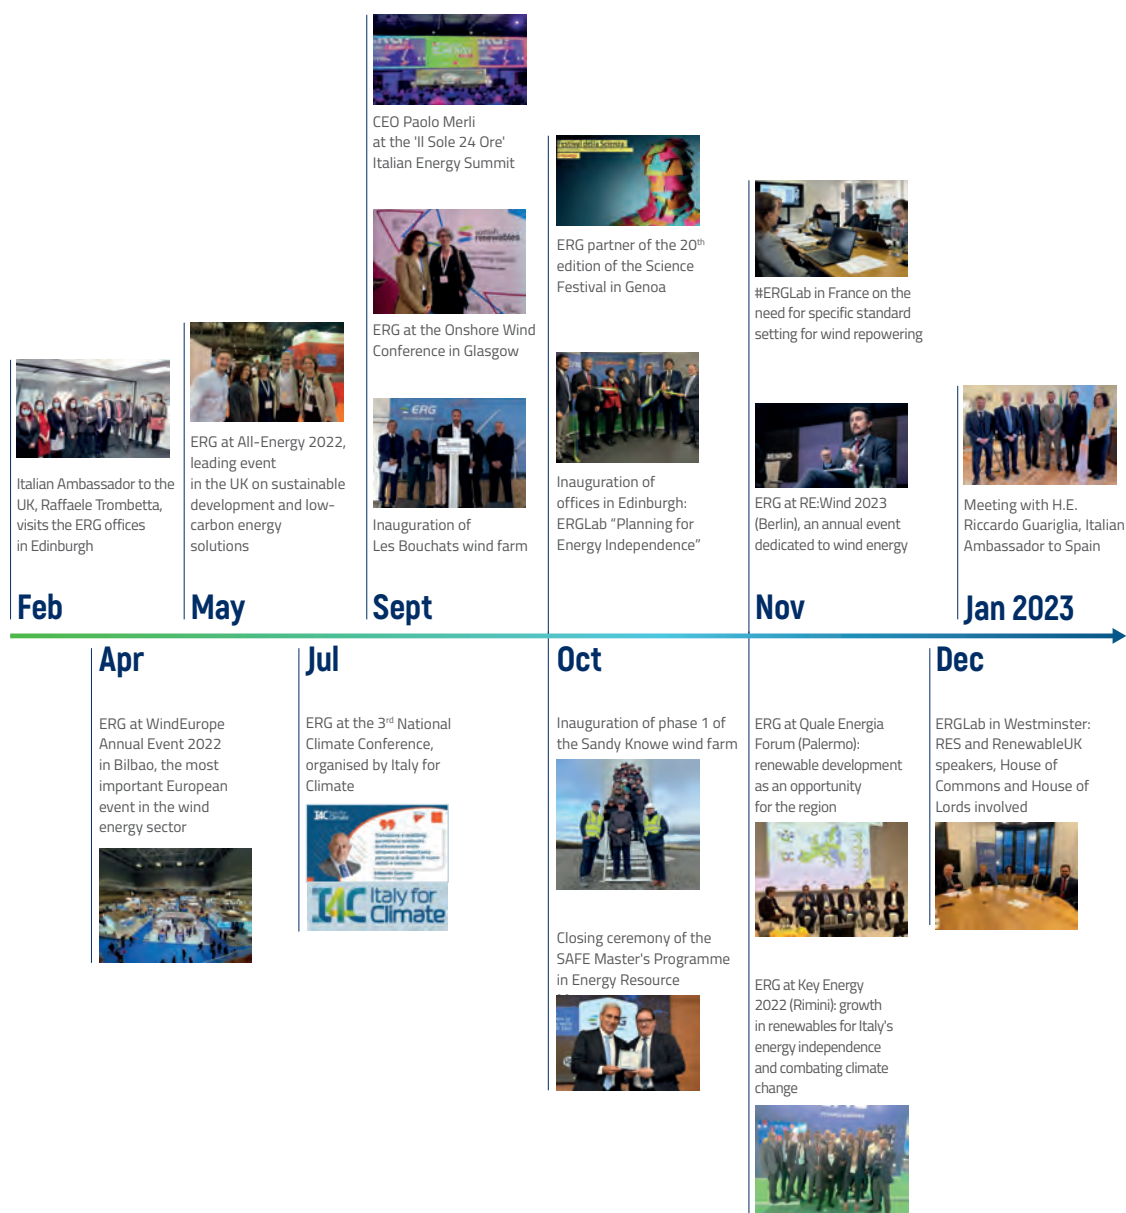 CEO Paolo Merli
at the 'Il Sole 24 Ore'
Italian Energy Summit
scottish
renewables
ERG at the Onshore Wind
Conference in Glasgow
ERG
Inauguration of
Les Bouchats wind farm
Festival della Scienza
ERG partner of the 20th
edition of the Science
Festival in Genoa
Inauguration of
offices in Edinburgh:
ERGLab “Planning for
Energy Independence”
#ERGLab in France on the
need for specific standard
setting for wind repowering
RE:WIND
ERG at RE:Wind 2023
(Berlin), an annual event
dedicated to wind energy
Italian Ambassador to the
UK, Raffaele Trombetta,
visits the ERG offices
in Edinburgh
ERG at All-Energy 2022,
leading event
in the UK on sustainable
development and low-
carbon energy
solutions
Meeting with H.E.
Riccardo Guariglia, Italian
Ambassador to Spain
Feb
May
Sept
Nov
Jan 2023
Apr
Jul
Oct
Dec
ERG at WindEurope
Annual Event 2022
in Bilbao, the most
important European
event in the wind
energy sector
ERG at the 3rd National
Climate Conference,
organised by Italy for
Climate
I4C
Italy for
Climate
Inauguration of phase 1 of
the Sandy Knowe wind farm
Closing ceremony of the
SAFE Master's Programme
in Energy Resource
ERG
ERG at Quale Energia
Forum (Palermo):
renewable development
as an opportunity
for the region
ERG at Key Energy
2022 (Rimini): growth
in renewables for Italy's
energy independence
and combating climate
change
ERGLab in Westminster:
RES and RenewableUK
speakers, House of
Commons and House of
Lords involved